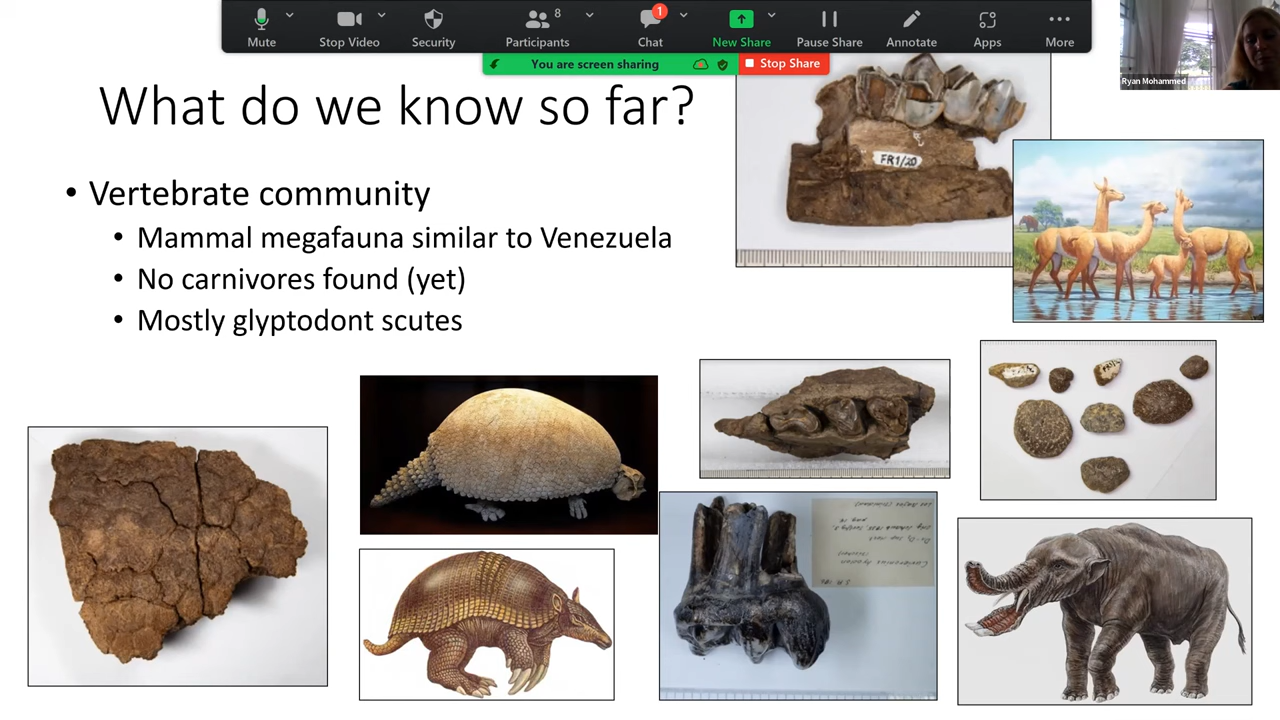 Mute
Stop Video
Security
Participants
8
Chat
1
New Share
Pause Share
Annotate
Apps
More
You are screen sharing
Stop Share
Ryan Mohammed
What do we know so far?
• Vertebrate community
• Mammal megafauna similar to Venezuela
• No carnivores found (yet)
• Mostly glyptodont scutes
FR1/20